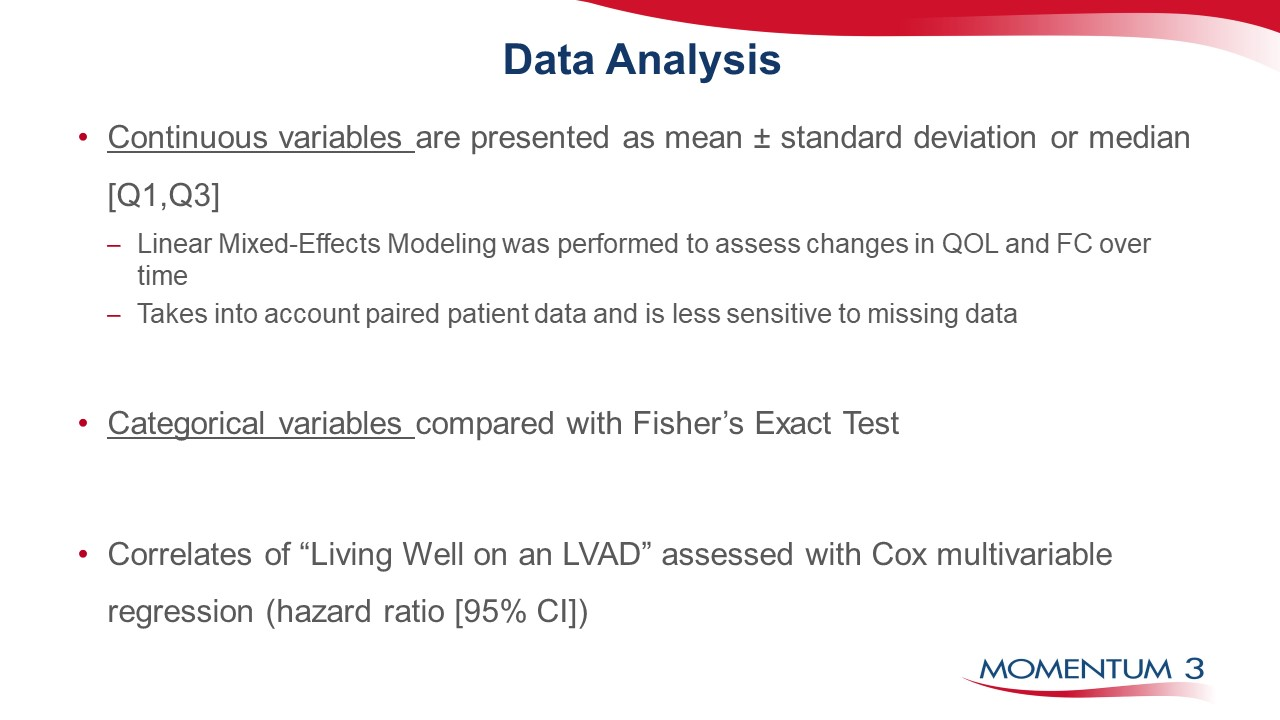 Data Analysis
• Continuous variables are presented as mean ± standard deviation or median
[Q1,Q3]
– Linear Mixed-Effects Modeling was performed to assess changes in QOL and FC over
time
– Takes into account paired patient data and is less sensitive to missing data
• Categorical variables compared with Fisher’s Exact Test
• Correlates of “Living Well on an LVAD” assessed with Cox multivariable
regression (hazard ratio [95% CI])
MOMENTUM 3